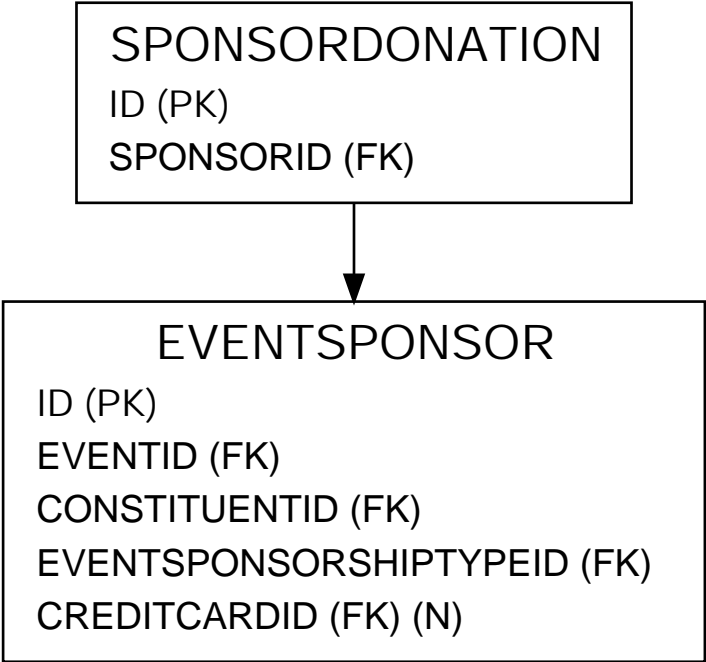 SPONSORDONATION
ID (PK)
SPONSORID (FK)
EVENTSPONSOR
ID (PK)
EVENTID (FK)
CONSTITUENTID (FK)
EVENTSPONSORSHIPTYPEID (FK)
CREDITCARDID (FK) (N)